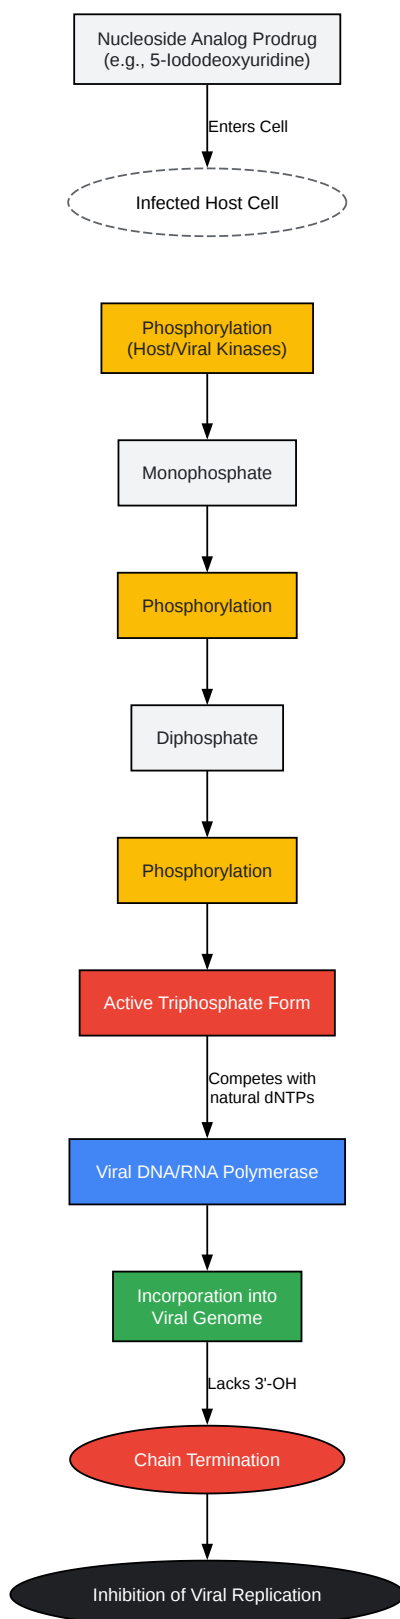 Nucleoside Analog Prodrug
(e.g., 5-Iododeoxyuridine)
Enters Cell
Infected Host Cell
Phosphorylation
(Host/Viral Kinases)
Monophosphate
Phosphorylation
Diphosphate
Phosphorylation
Active Triphosphate Form
Competes with
natural dNTPs
Viral DNA/RNA Polymerase
Incorporation into
Viral Genome
Lacks 3'-OH
Chain Termination
Inhibition of Viral Replication